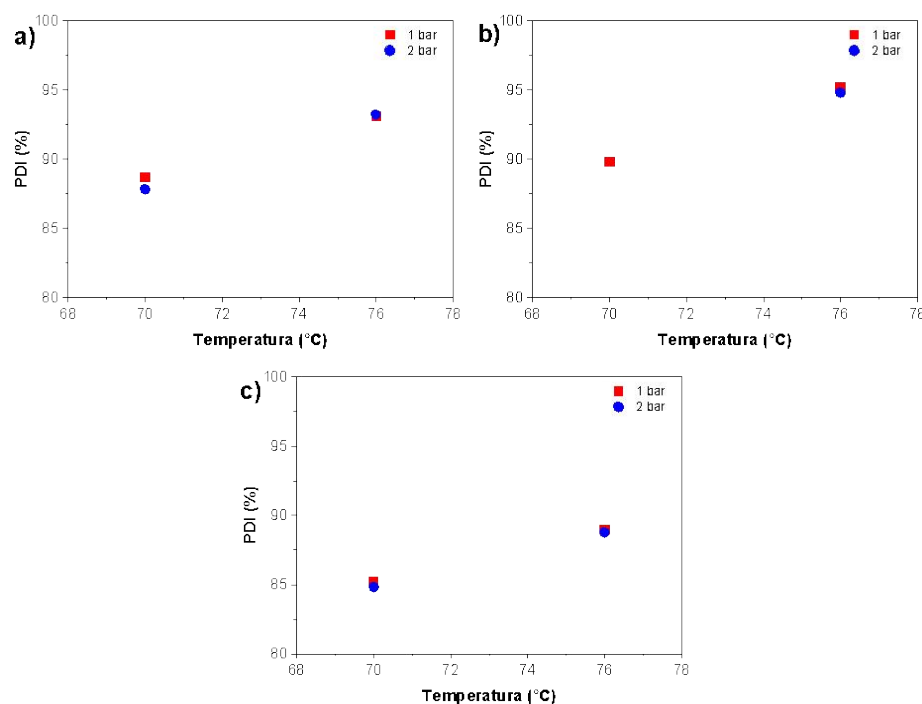 a)
1 bar
2 bar
100
95
90
85
80
PDI (%)
68 70 72 74 76 78
Temperatura (°C)
b)
1 bar
2 bar
100
95
90
85
80
PDI (%)
68 70 72 74 76 78
Temperatura (°C)
c)
1 bar
2 bar
100
95
90
85
80
PDI (%)
68 70 72 74 76 78
Temperatura (°C)